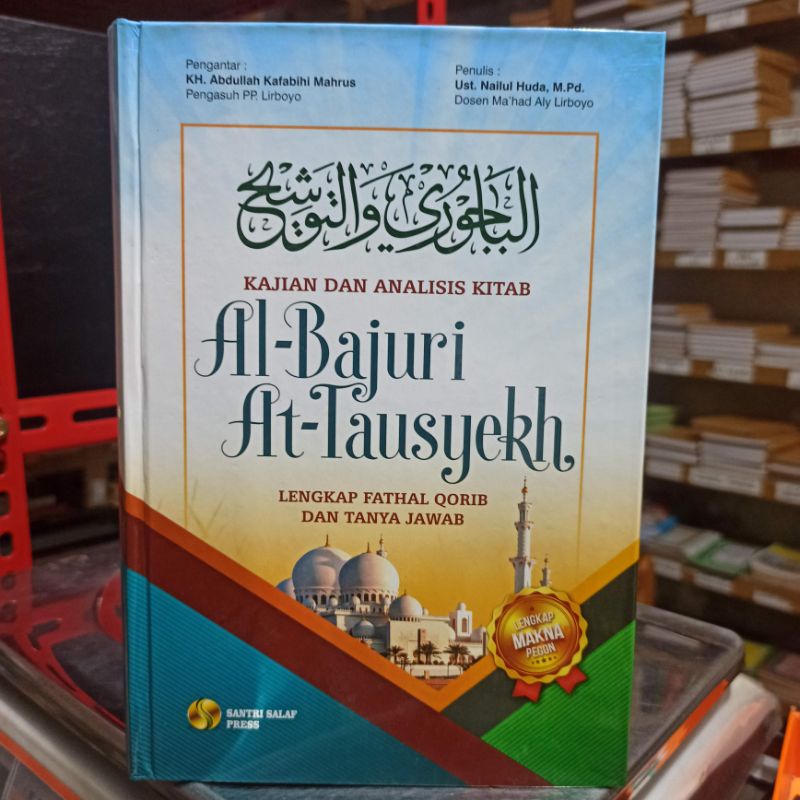 Pengantar :
KH. Abdullah Kafabihi Mahrus
Pengasuh PP. Lirboyo
Penulis :
Ust. Nailul Huda, M.Pd.
Dosen Ma'had Aly Lirboyo
الباجوري والتوشيح
KAJIAN DAN ANALISIS KITAB
Al-Bajuri
At-Tausyekh
LENGKAP FATHAL QORIB
DAN TANYA JAWAB
LENGKAP
MAKNA
PEGON
SANTRI SALAF
PRESS